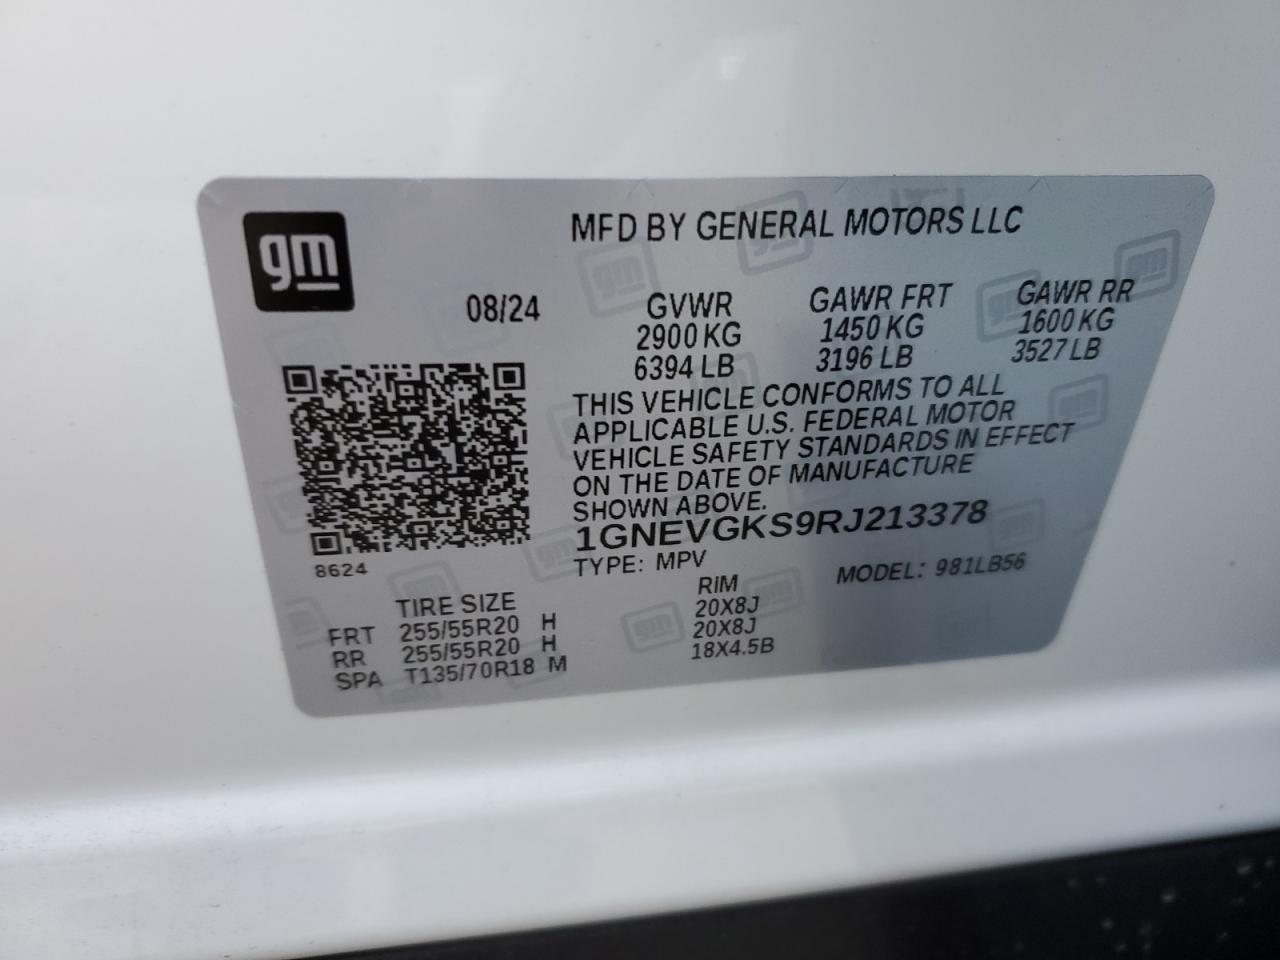 gm
MFD BY GENERAL MOTORS LLC
08/24
GVWR GAWR FRT GAWR RR
2900 KG 1450 KG 1600 KG
6394 LB 3196 LB 3527 LB
THIS VEHICLE CONFORMS TO ALL
APPLICABLE U.S. FEDERAL MOTOR
VEHICLE SAFETY STANDARDS IN EFFECT
ON THE DATE OF MANUFACTURE
SHOWN ABOVE.
1GNEVGKS9RJ213378
8624
TYPE: MPV MODEL: 981LB56
TIRE SIZE RIM
FRT 255/55R20 H 20X8J
RR 255/55R20 H 20X8J
SPA T135/70R18 M 18X4.5B